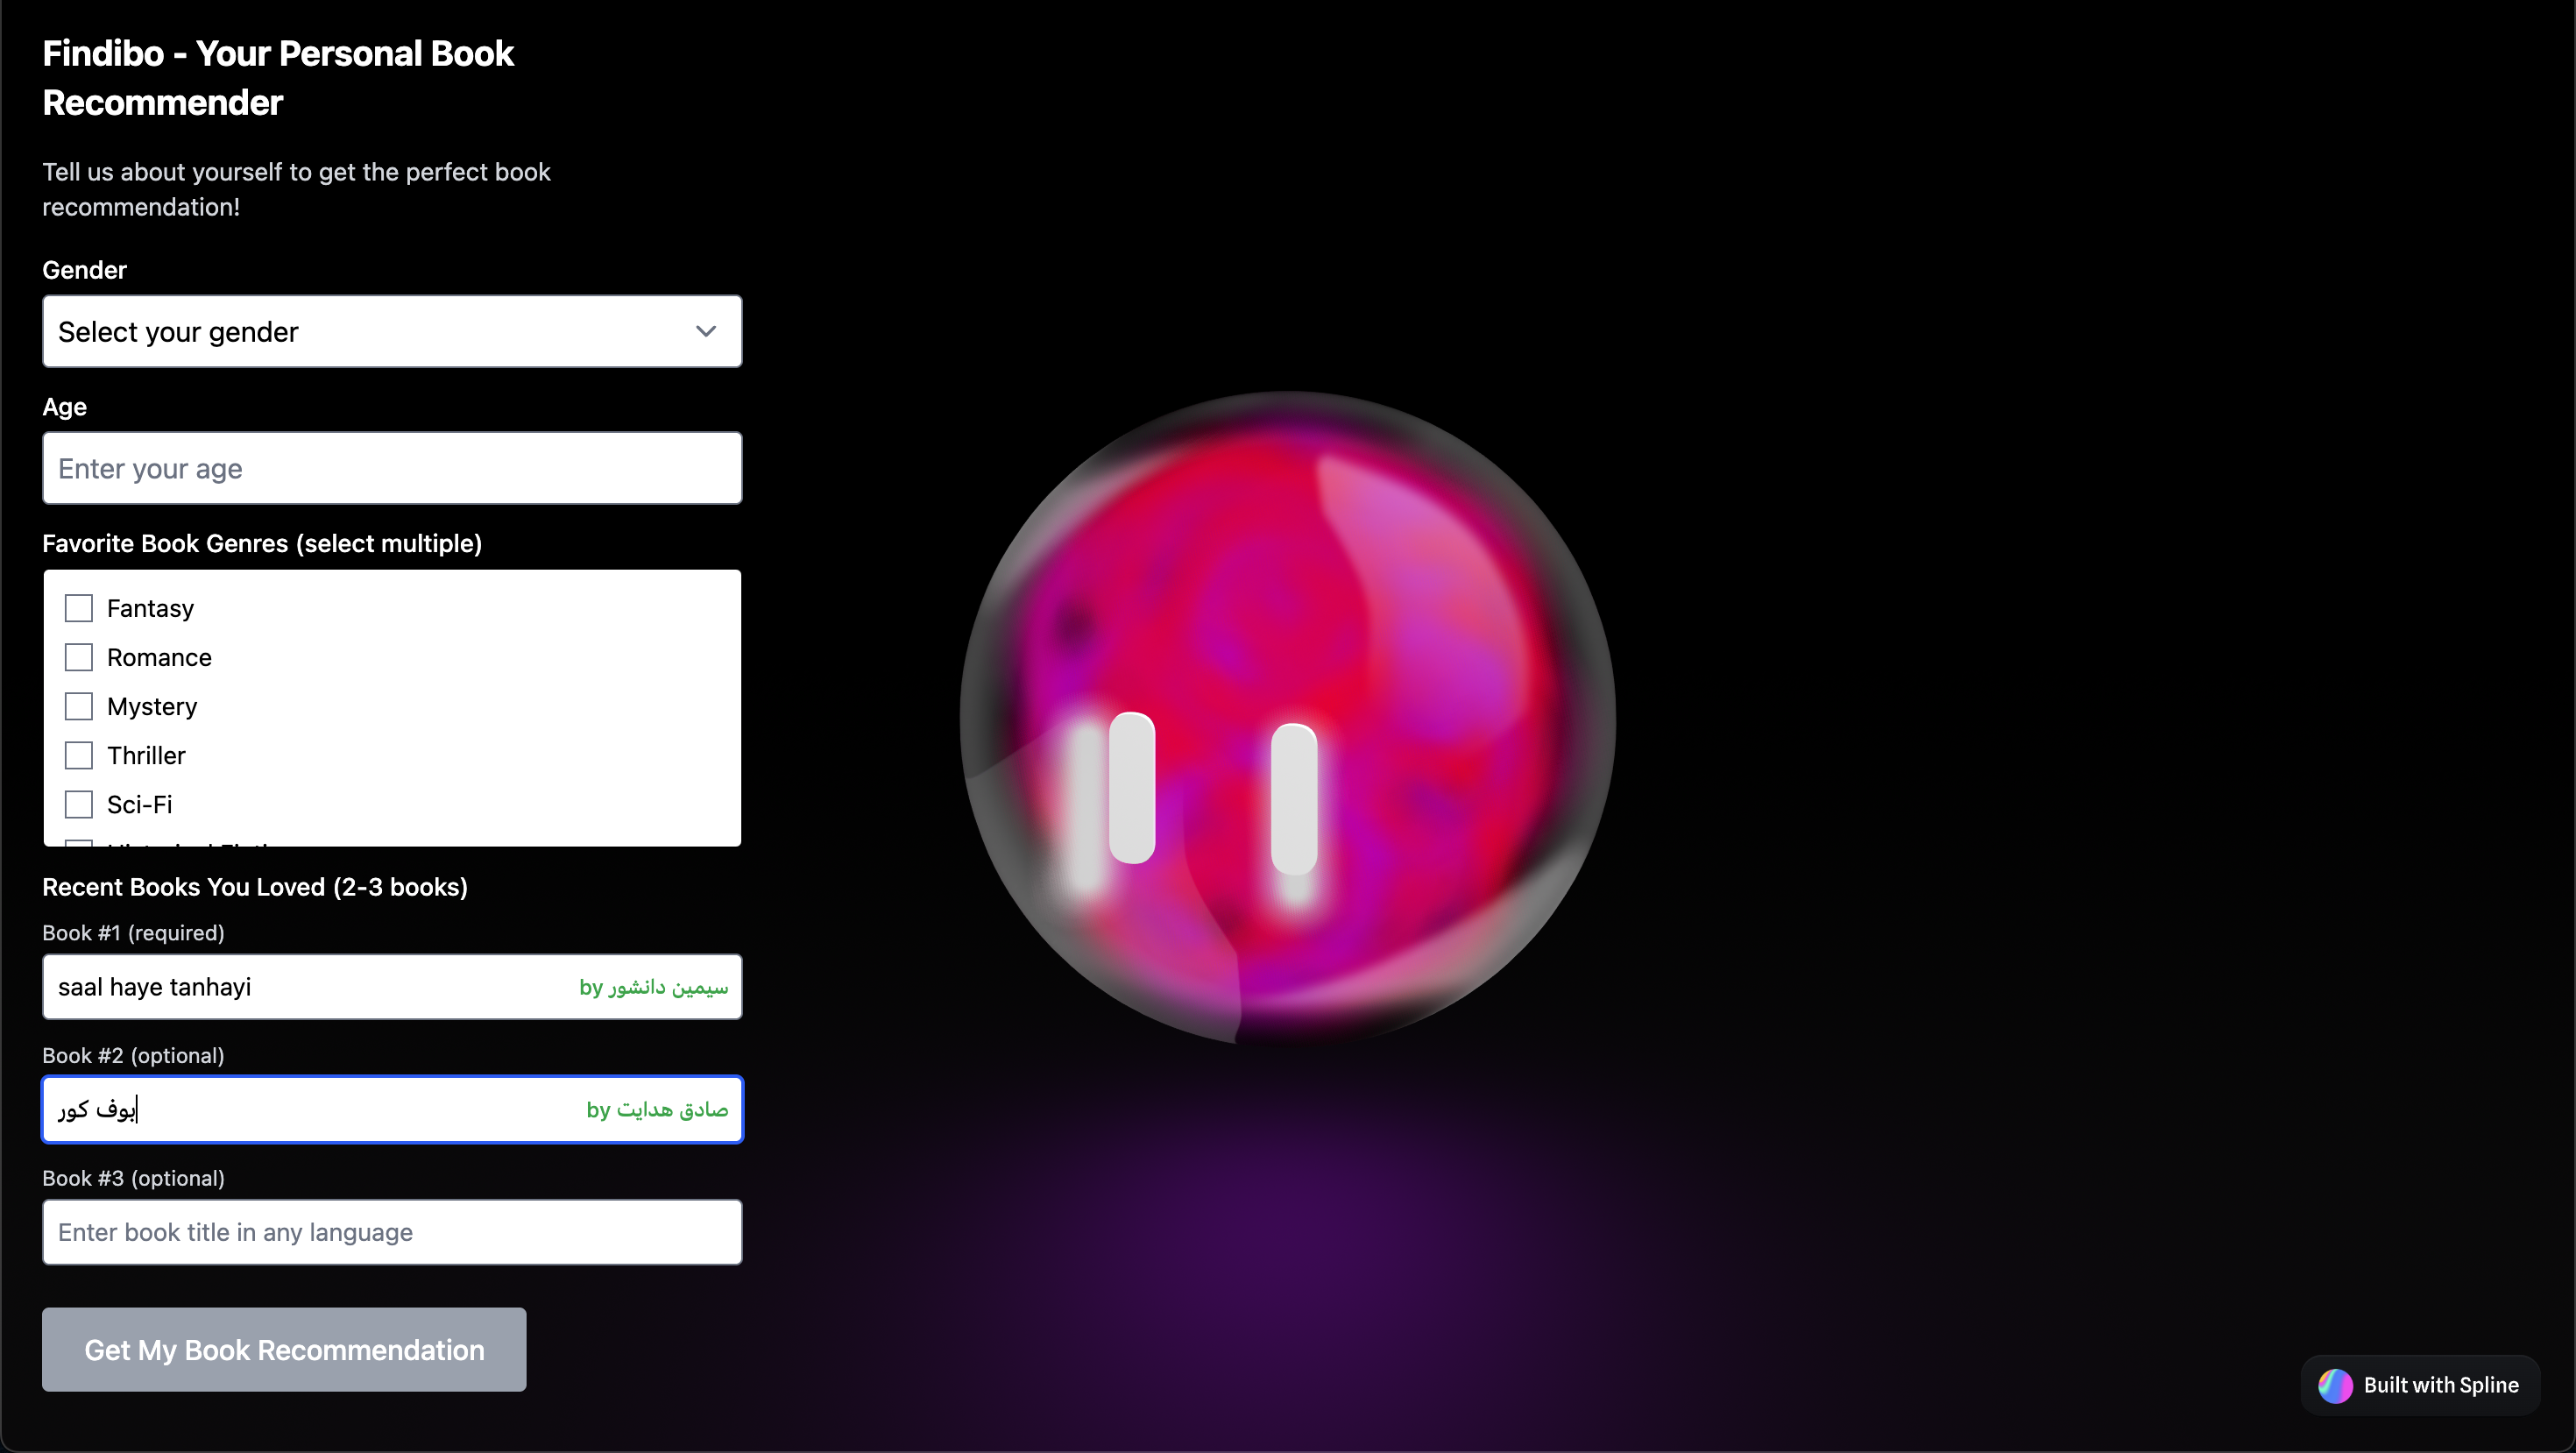 Findibo - Your Personal Book
Recommender
Tell us about yourself to get the perfect book
recommendation!
Gender
Select your gender
Age
Enter your age
Favorite Book Genres (select multiple)
Fantasy
Romance
Mystery
Thriller
Sci-Fi
Recent Books You Loved (2-3 books)
Book #1 (required)
saal haye tanhayi
by سیمین دانشور
Book #2 (optional)
بوف کور
by صادق هدایت
Book #3 (optional)
Enter book title in any language
Get My Book Recommendation
Built with Spline